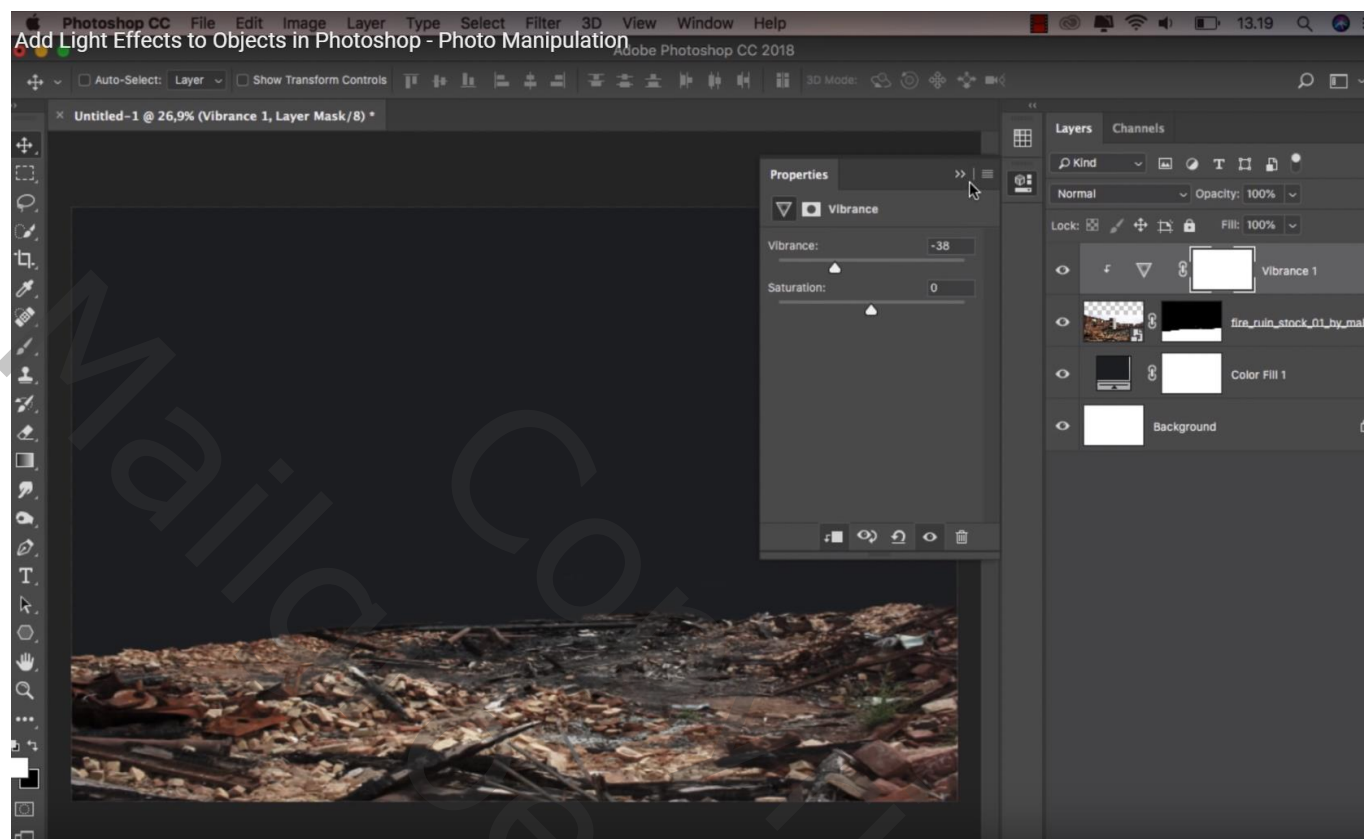 Photoshop CC File Edit Image Layer Type Select Filter 3D View Window Help 13.19
Add Light Effects to Objects in Photoshop - Photo Manipulation
Adobe Photoshop CC 2018
Auto-Select: Layer Show Transform Controls 3D Mode:
Untitled-1 @ 26,9% (Vibrance 1, Layer Mask/8) *
Layers Channels
Kind
Properties
Normal Opacity: 100%
Vibrance
Lock: Fill: 100%
Vibrance: -38
Vibrance 1
Saturation: 0
fire_ruin_stock_01_by_mal
Color Fill 1
Background